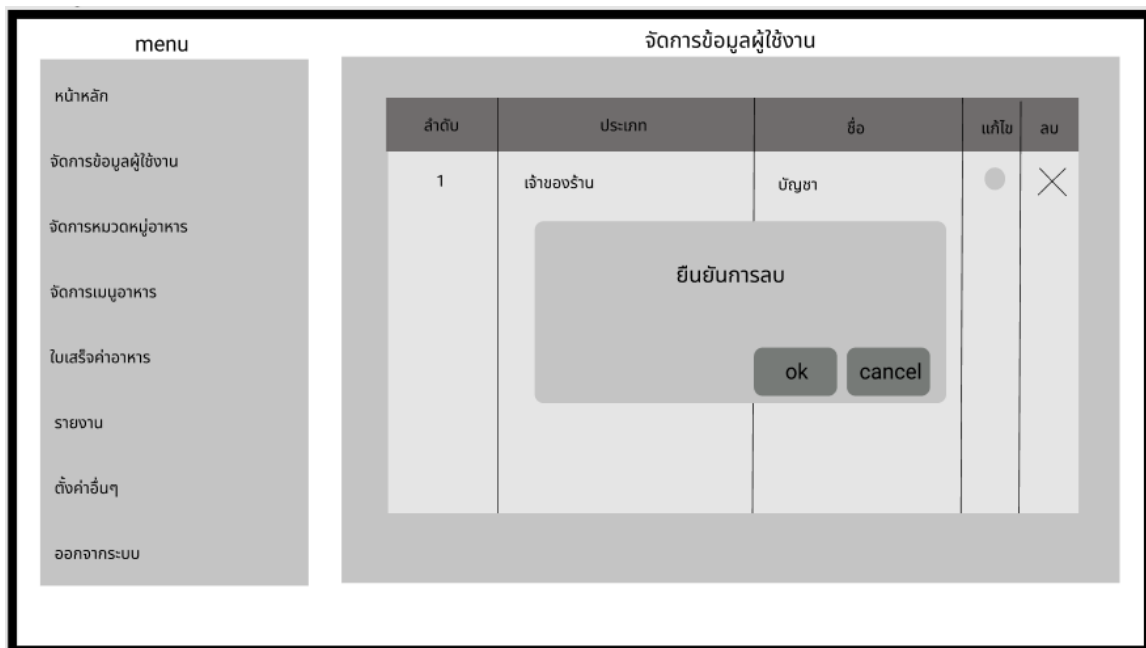 menu
หน้าหลัก
จัดการข้อมูลผู้ใช้งาน
จัดการหมวดหมู่อาหาร
จัดการเมนูอาหาร
ใบเสร็จค่าอาหาร
รายงาน
ตั้งค่าอื่นๆ
ออกจากระบบ
จัดการข้อมูลผู้ใช้งาน
ลำดับ ประเภท ชื่อ แก้ไข ลบ
1 เจ้าของร้าน บัญชา
ยืนยันการลบ
ok cancel